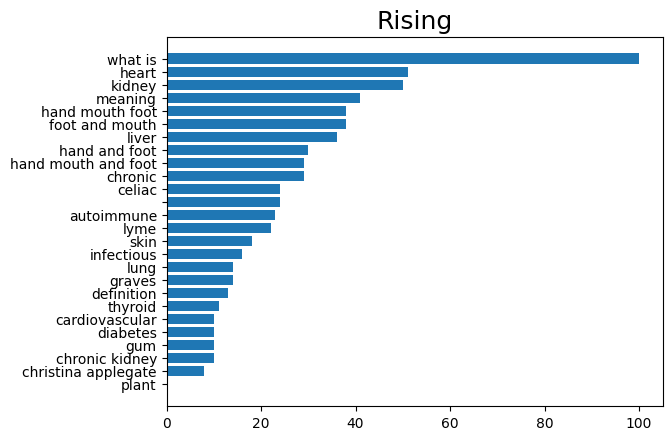 Rising
what is
heart
kidney
meaning
hand mouth foot
foot and mouth
liver
hand and foot
hand mouth and foot
chronic
celiac
autoimmune
lyme
skin
infectious
lung
graves
definition
thyroid
cardiovascular
diabetes
gum
chronic kidney
christina applegate
plant
0 20 40 60 80 100